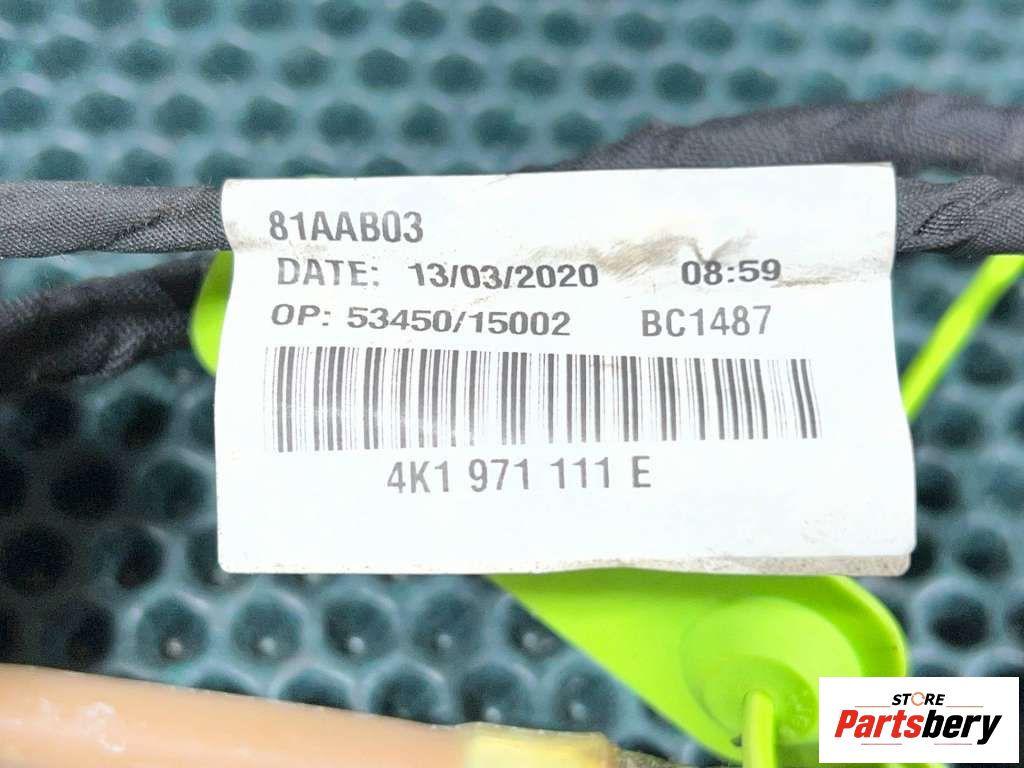 81AAB03
DATE: 13/03/2020 08:59
OP: 53450/15002 BC1487
4K1 971 111 E
STORE
Partsbery